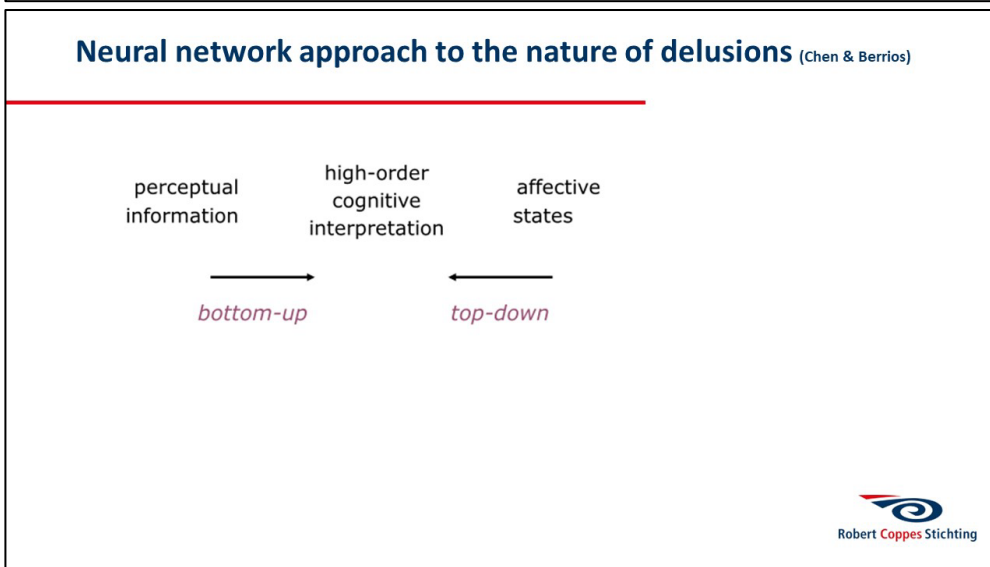 Neural network approach to the nature of delusions (Chen & Berrios)
perceptual
information
high-order
cognitive
interpretation
affective
states
bottom-up
top-down
Robert Coppes Stichting